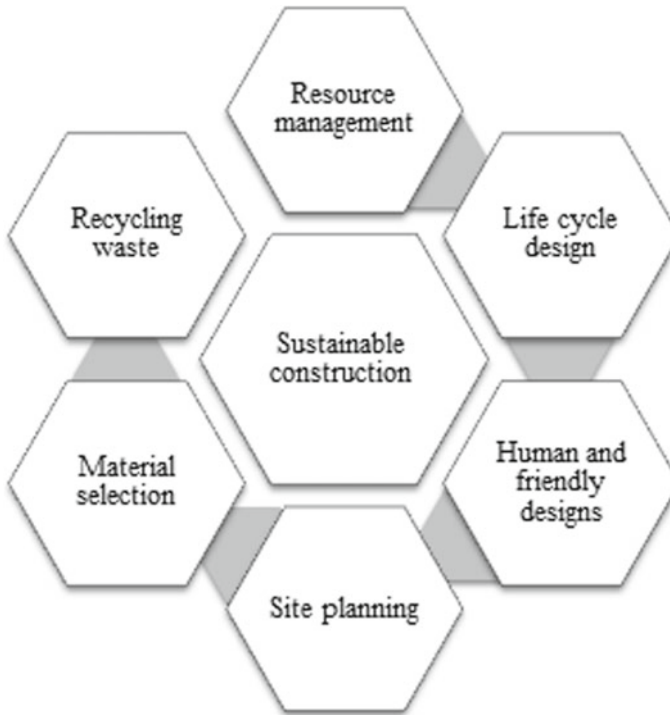 Resource
management
Life cycle
design
Human and
friendly
designs
Site planning
Material
selection
Recycling
waste
Sustainable
construction